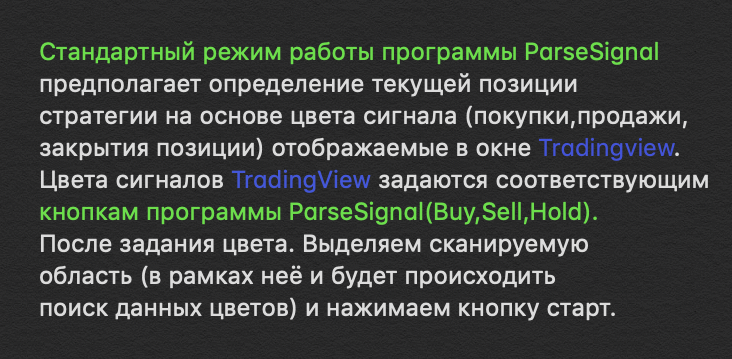 Стандартный режим работы программы ParseSignal
предполагает определение текущей позиции
стратегии на основе цвета сигнала (покупки,продажи,
закрытия позиции) отображаемые в окне Tradingview.
Цвета сигналов TradingView задаются соответствующим
кнопкам программы ParseSignal(Buy,Sell,Hold).
После задания цвета. Выделяем сканируемую
область (в рамках неё и будет происходить
поиск данных цветов) и нажимаем кнопку старт.